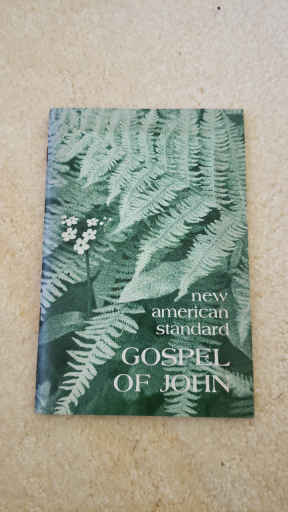 new
american
standard
GOSPEL
OF JOHN